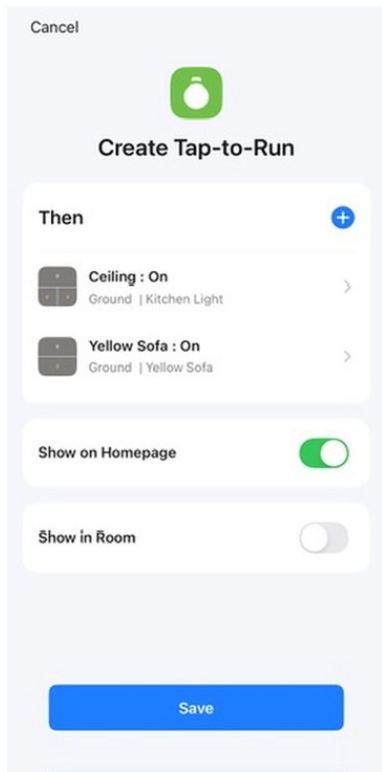 Cancel
Create Tap-to-Run
Then
Ceiling : On
Ground | Kitchen Light
Yellow Sofa : On
Ground | Yellow Sofa
Show on Homepage
Show in Room
Save